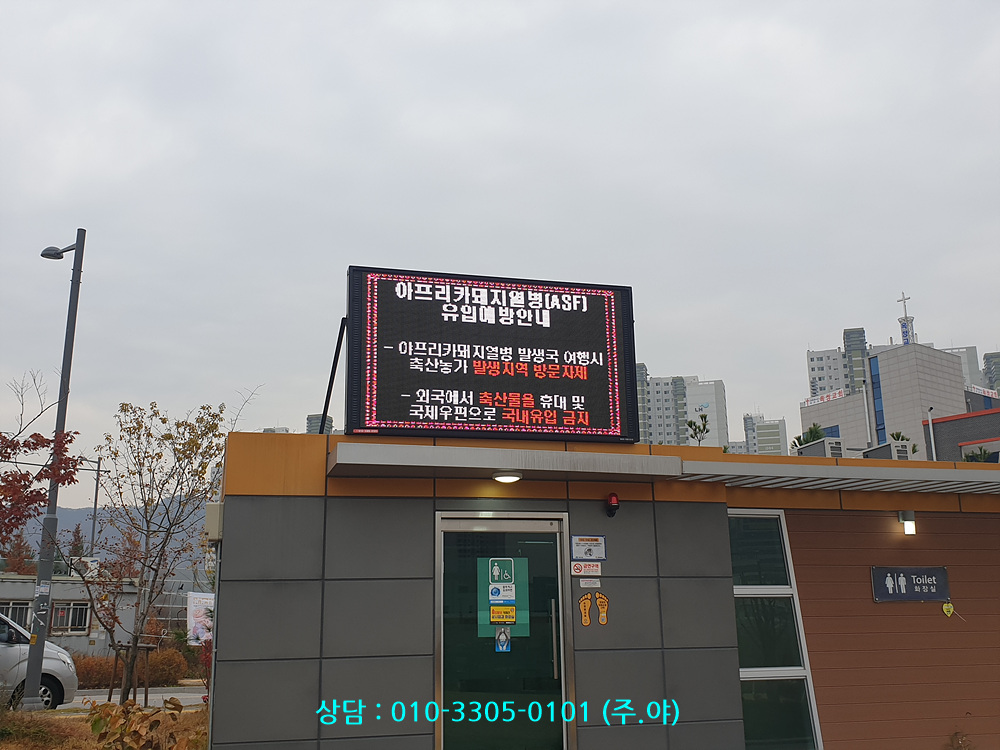 아프리카돼지열병(ASF)
유입예방안내
- 아프리카돼지열병 발생국 여행시
축산농가 발생지역 방문자제
- 외국에서 축산물을 휴대 및
국제우편으로 국내유입 금지
Toilet
화장실
상담 : 010-3305-0101 (주.야)